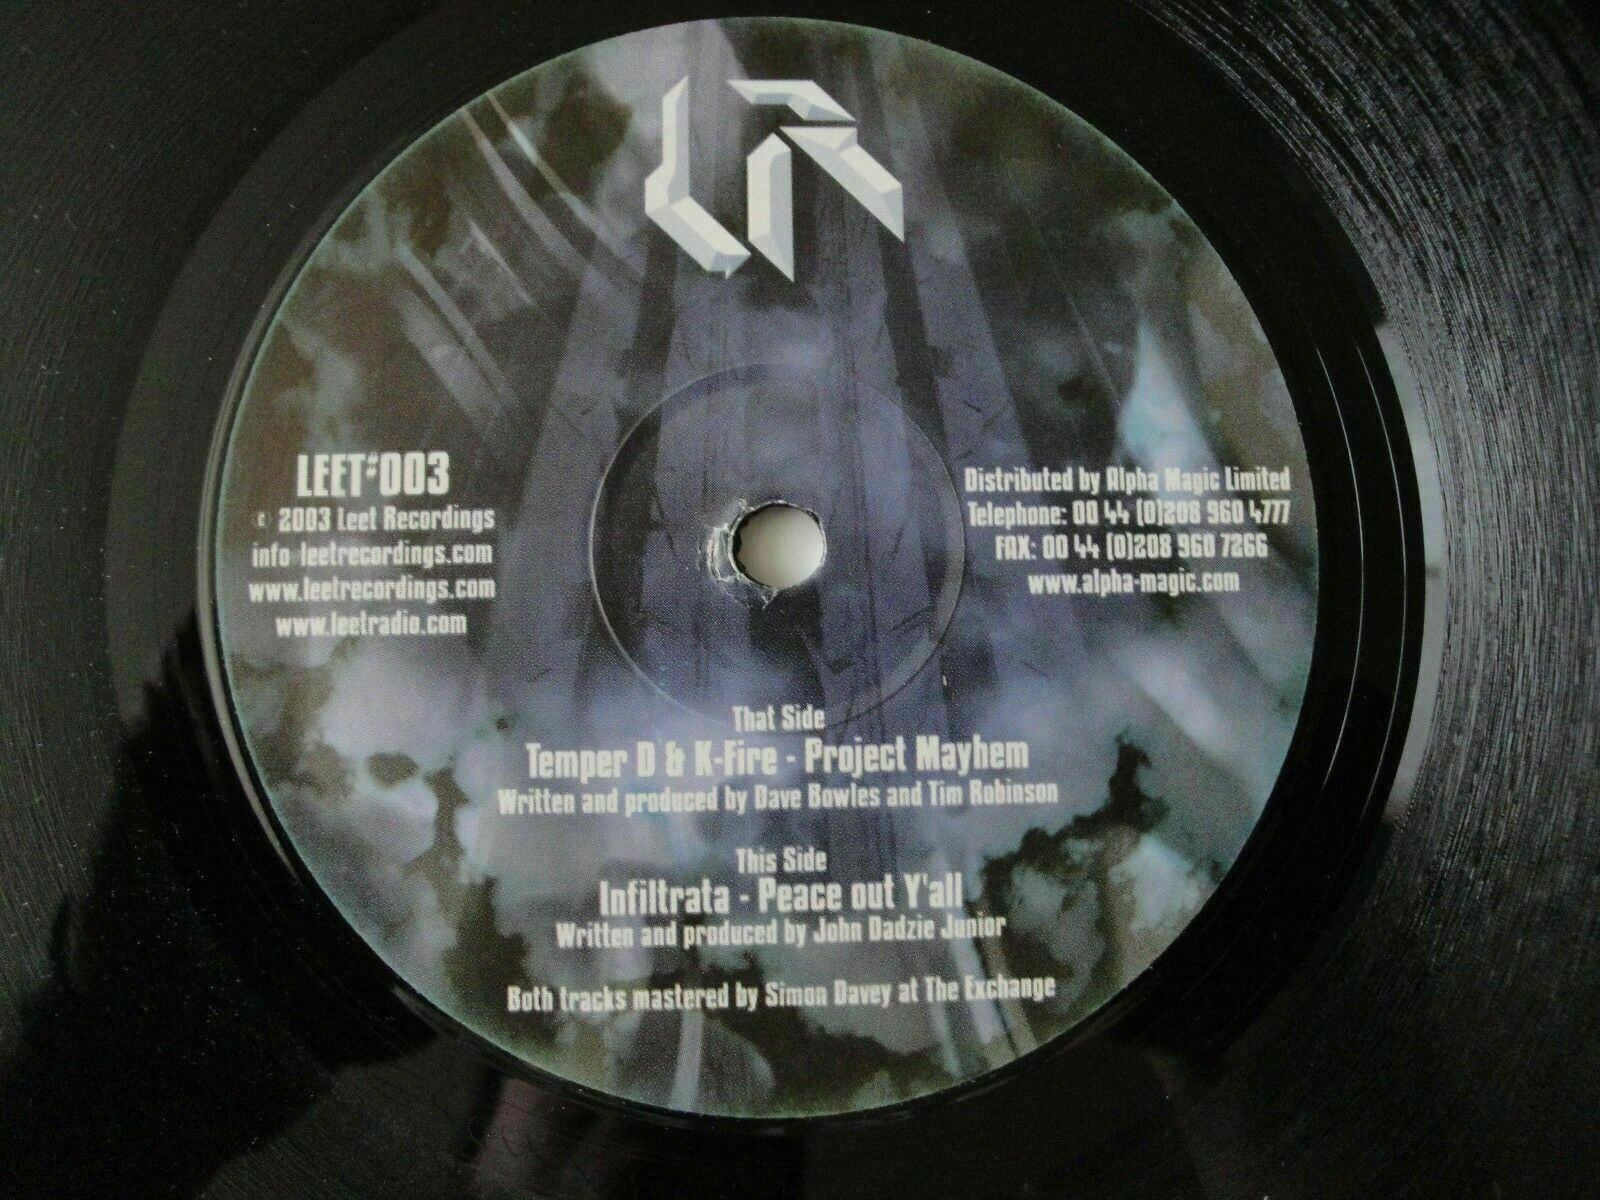 LR
LEET#003
© 2003 Leet Recordings
info leetrecordings.com
www.leetrecordings.com
www.leetradio.com
Distributed by Alpha Magic Limited
Telephone: 00 44 (0)208 960 4777
FAX: 00 44 (0)208 960 7266
www.alpha-magic.com
That Side
Temper D & K-Fire - Project Mayhem
Written and produced by Dave Bowles and Tim Robinson
This Side
Infiltrata - Peace out Y'all
Written and produced by John Dadzie Junior
Both tracks mastered by Simon Davey at The Exchange